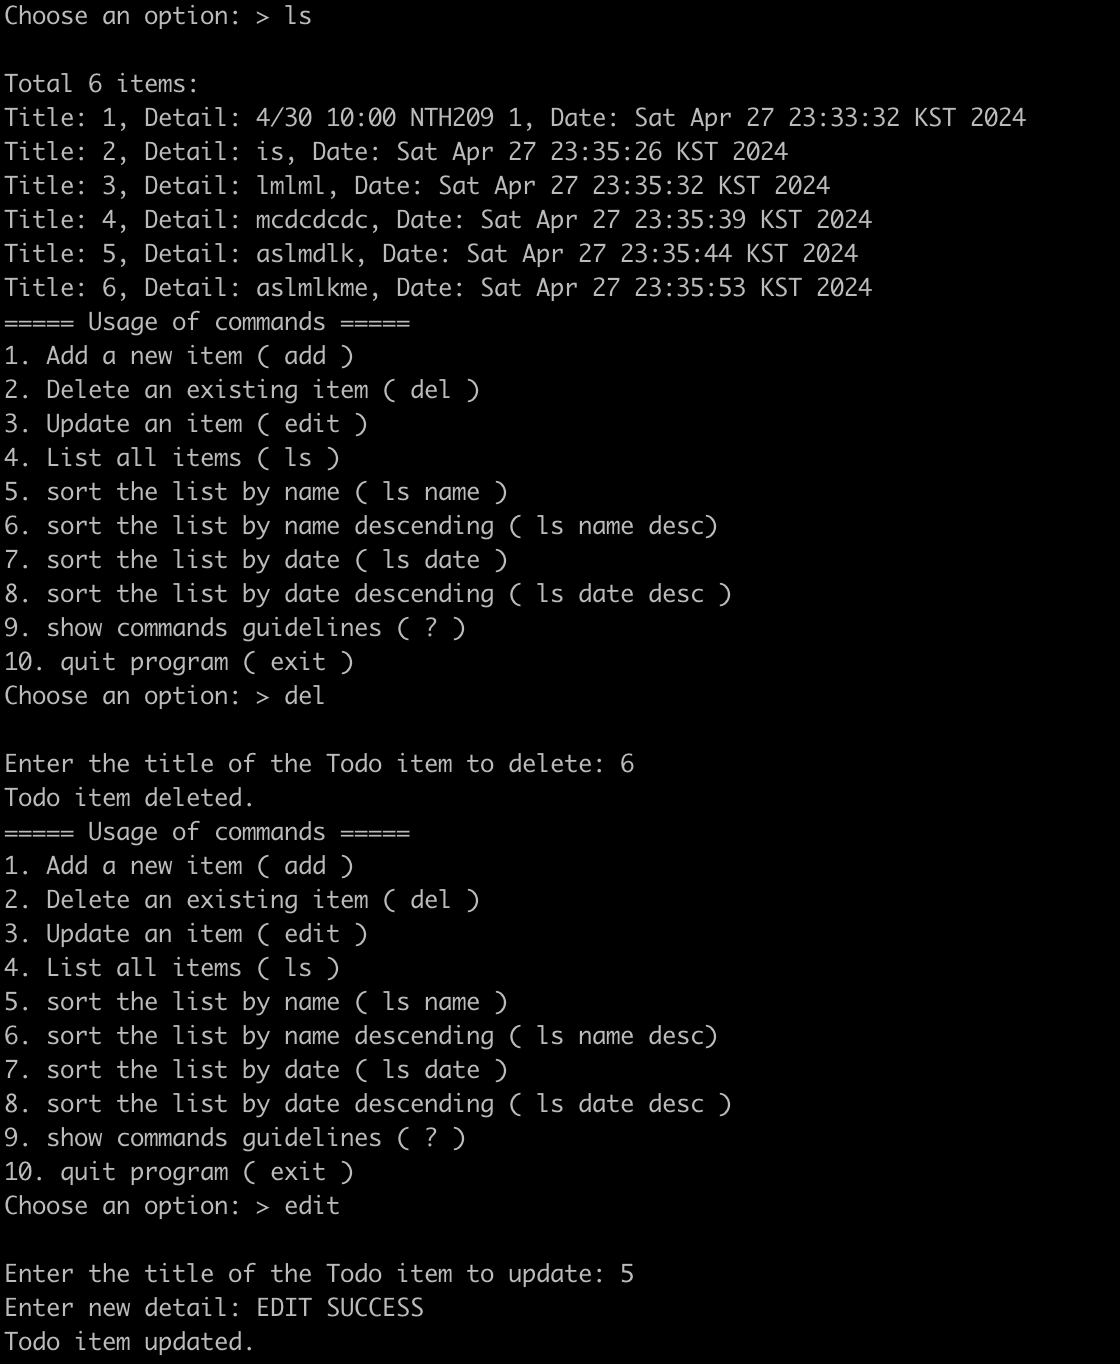 Choose an option: > ls
Total 6 items:
Title: 1, Detail: 4/30 10:00 NTH209 1, Date: Sat Apr 27 23:33:32 KST 2024
Title: 2, Detail: is, Date: Sat Apr 27 23:35:26 KST 2024
Title: 3, Detail: lmlml, Date: Sat Apr 27 23:35:32 KST 2024
Title: 4, Detail: mcdcdcdc, Date: Sat Apr 27 23:35:39 KST 2024
Title: 5, Detail: aslmdlk, Date: Sat Apr 27 23:35:44 KST 2024
Title: 6, Detail: aslmlkme, Date: Sat Apr 27 23:35:53 KST 2024
===== Usage of commands =====
1. Add a new item ( add )
2. Delete an existing item ( del )
3. Update an item ( edit )
4. List all items ( ls )
5. sort the list by name ( ls name )
6. sort the list by name descending ( ls name desc)
7. sort the list by date ( ls date )
8. sort the list by date descending ( ls date desc )
9. show commands guidelines ( ? )
10. quit program ( exit )
Choose an option: > del
Enter the title of the Todo item to delete: 6
Todo item deleted.
===== Usage of commands =====
1. Add a new item ( add )
2. Delete an existing item ( del )
3. Update an item ( edit )
4. List all items ( ls )
5. sort the list by name ( ls name )
6. sort the list by name descending ( ls name desc)
7. sort the list by date ( ls date )
8. sort the list by date descending ( ls date desc )
9. show commands guidelines ( ? )
10. quit program ( exit )
Choose an option: > edit
Enter the title of the Todo item to update: 5
Enter new detail: EDIT SUCCESS
Todo item updated.